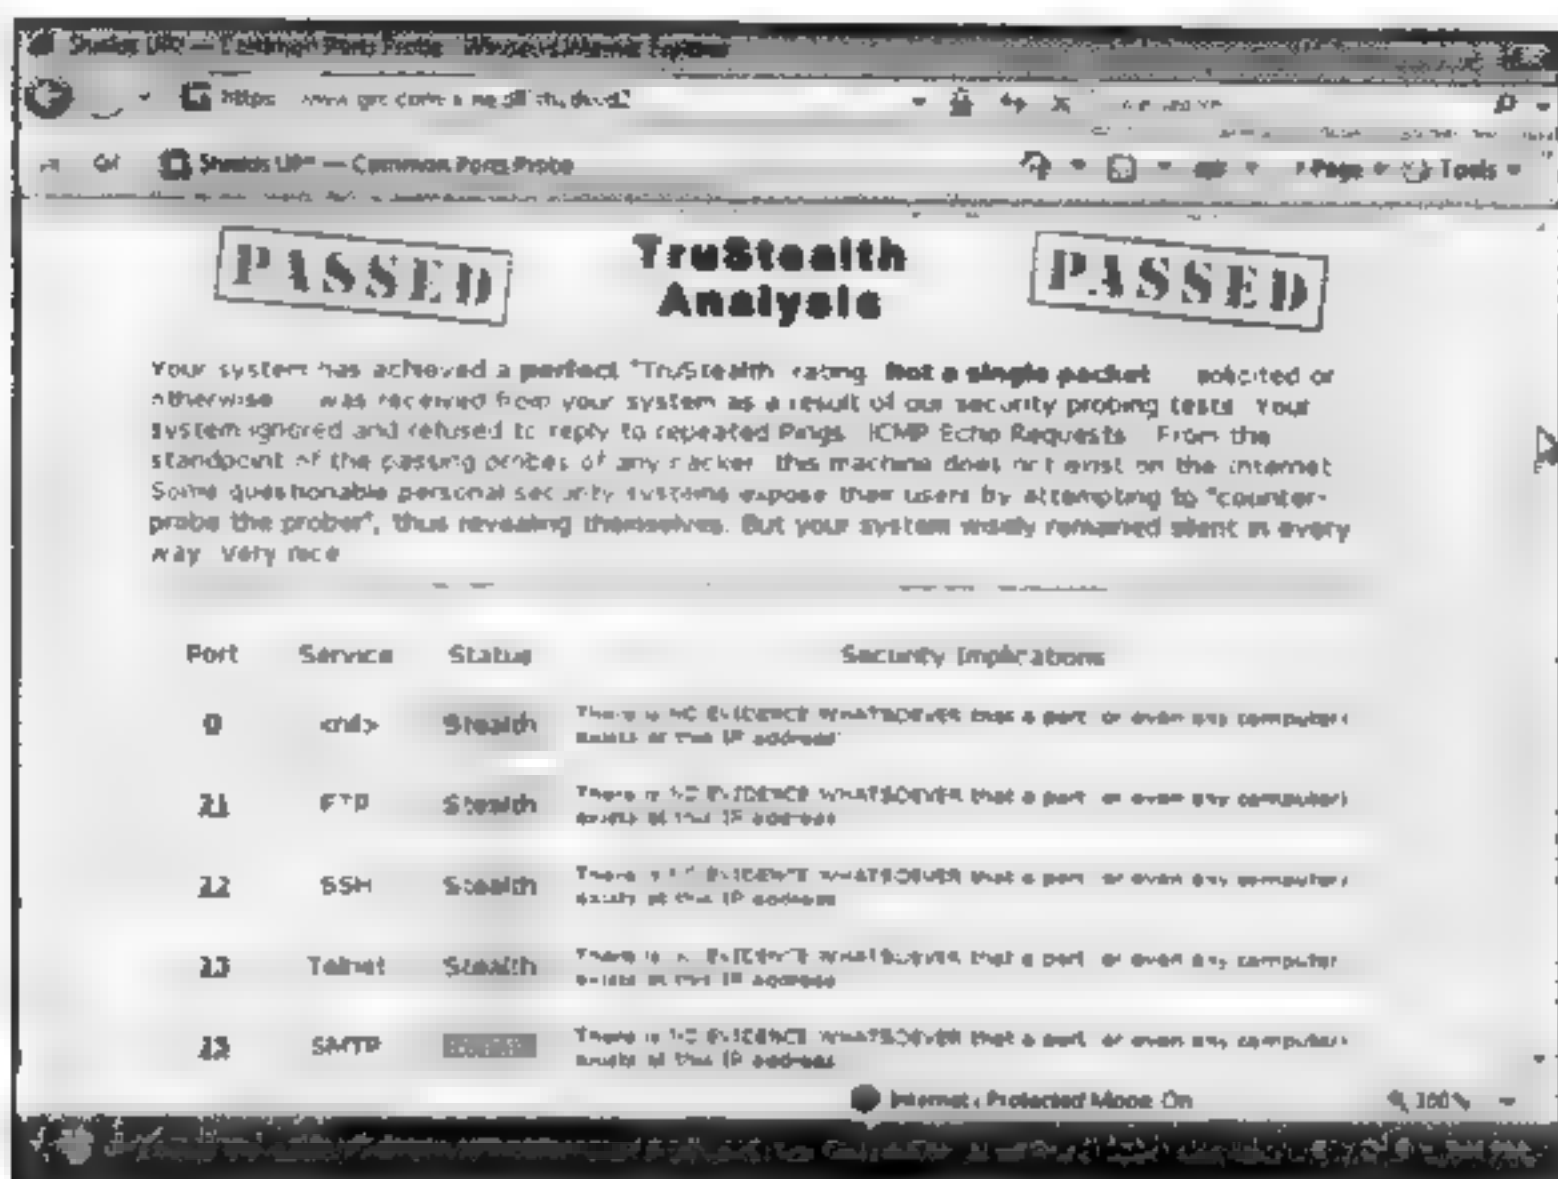 Shields UP! — Common Ports Probe - Windows Internet Explorer
https
Shields UP! — Common Ports Probe
Page Tools
PASSED TruStealth PASSED
Analysis
Your system has achieved a perfect "TruStealth" rating. Not a single packet solicited or
otherwise was received from your system as a result of our security probing tests. Your
system ignored and refused to reply to repeated Pings ICMP Echo Requests From the
standpoint of the passing probes of any hacker, this machine does not exist on the internet.
Some questionable personal security systems expose their users by attempting to "counter-
probe the prober", thus revealing themselves. But your system wisely remained silent in every
way. Very nice.
Port Service Status Security Implications
0 <nil> Stealth There is NO EVIDENCE WHATSOEVER that a port (or even any computer)
exists at this IP address!
21 FTP Stealth There is NO EVIDENCE WHATSOEVER that a port (or even any computer)
exists at this IP address!
22 SSH Stealth There is NO EVIDENCE WHATSOEVER that a port (or even any computer)
exists at this IP address!
23 Telnet Stealth There is NO EVIDENCE WHATSOEVER that a port (or even any computer)
exists at this IP address!
25 SMTP There is NO EVIDENCE WHATSOEVER that a port (or even any computer)
exists at this IP address!
Internet | Protected Mode: On 100%